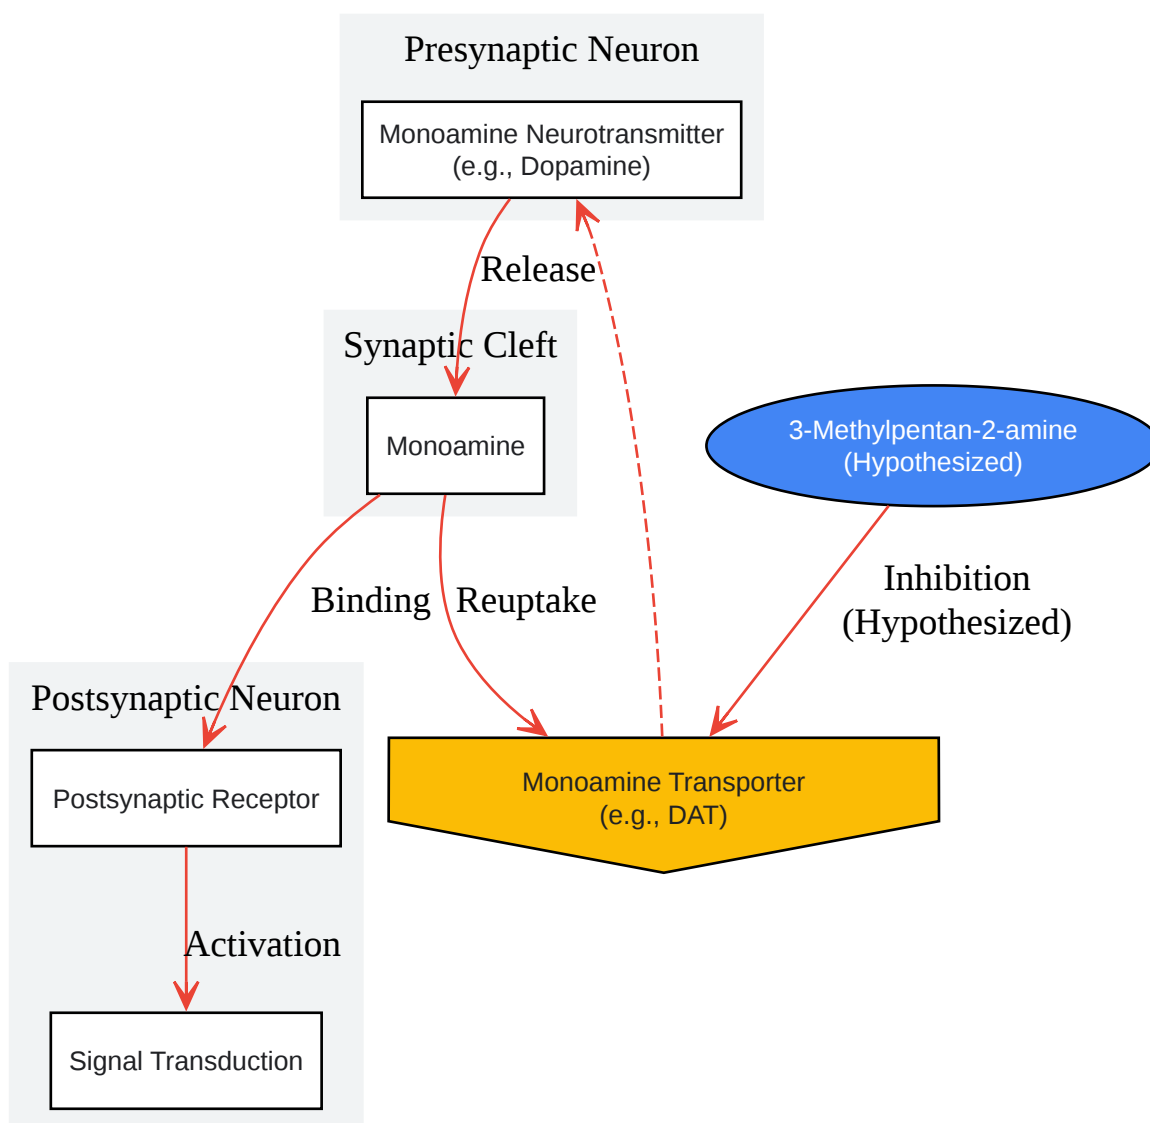 Presynaptic Neuron
Monoamine Neurotransmitter
(e.g., Dopamine)
Release
Synaptic Cleft
Monoamine
3-Methylpentan-2-amine
(Hypothesized)
Binding
Reuptake
Inhibition
(Hypothesized)
Postsynaptic Neuron
Postsynaptic Receptor
Monoamine Transporter
(e.g., DAT)
Activation
Signal Transduction